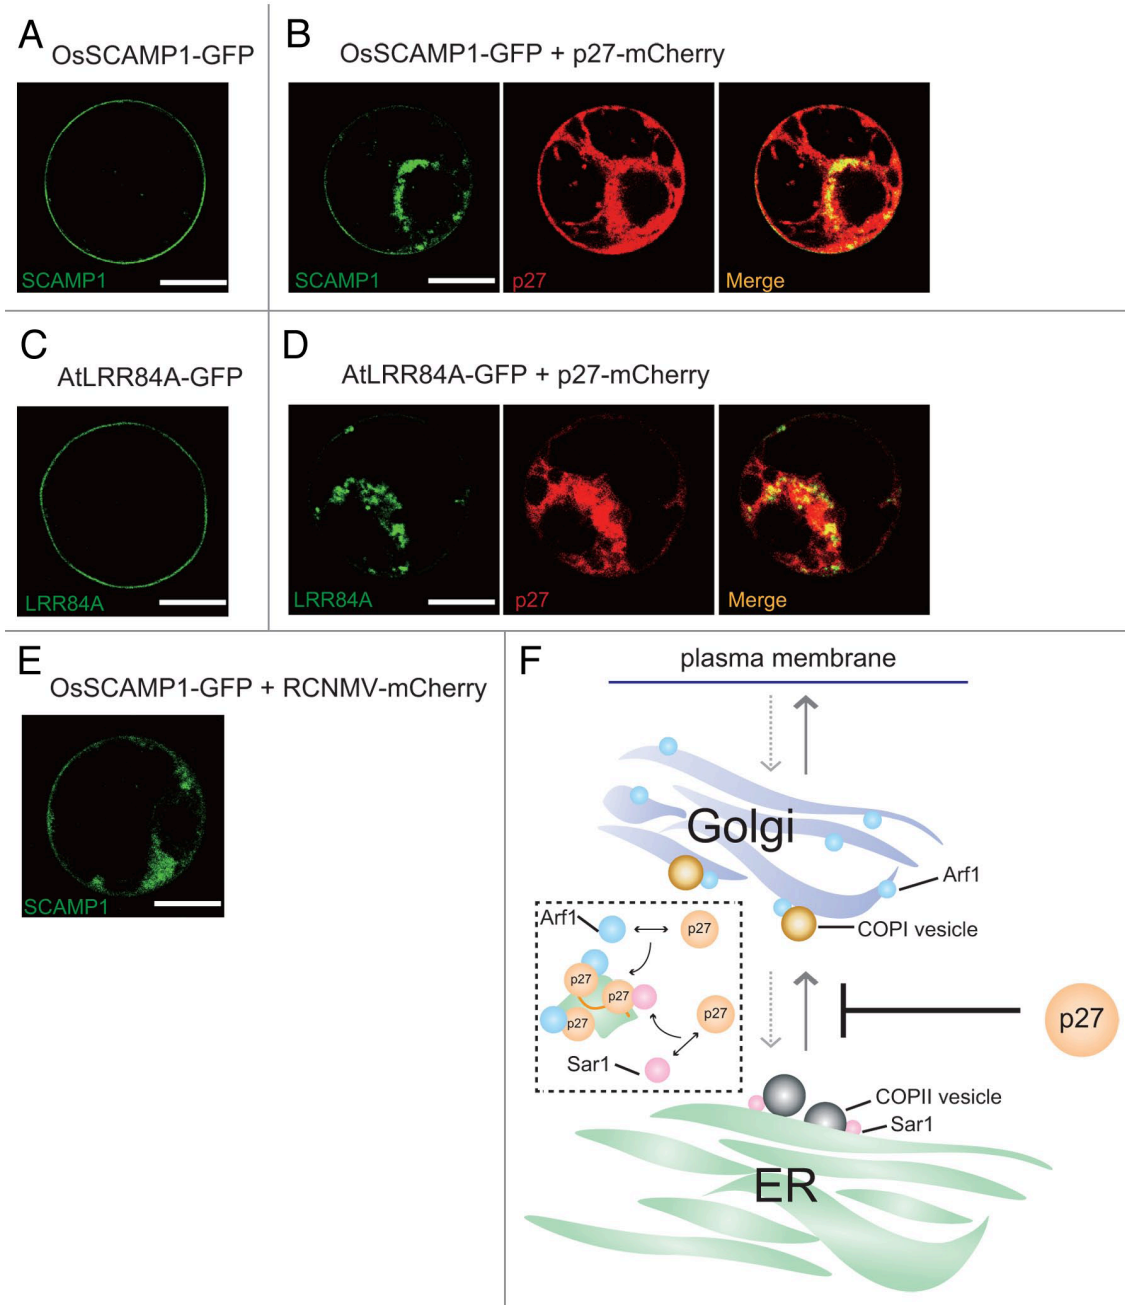 A
OsSCAMP1-GFP
SCAMP1
B
OsSCAMP1-GFP + p27-mCherry
SCAMP1
p27
Merge
C
AtLRR84A-GFP
LRR84A
D
AtLRR84A-GFP + p27-mCherry
LRR84A
p27
Merge
E
OsSCAMP1-GFP + RCNMV-mCherry
SCAMP1
F
plasma membrane
Golgi
Arf1
COPI vesicle
Arf1
p27
p27
p27
p27
p27
Sar1
p27
COPII vesicle
Sar1
ER